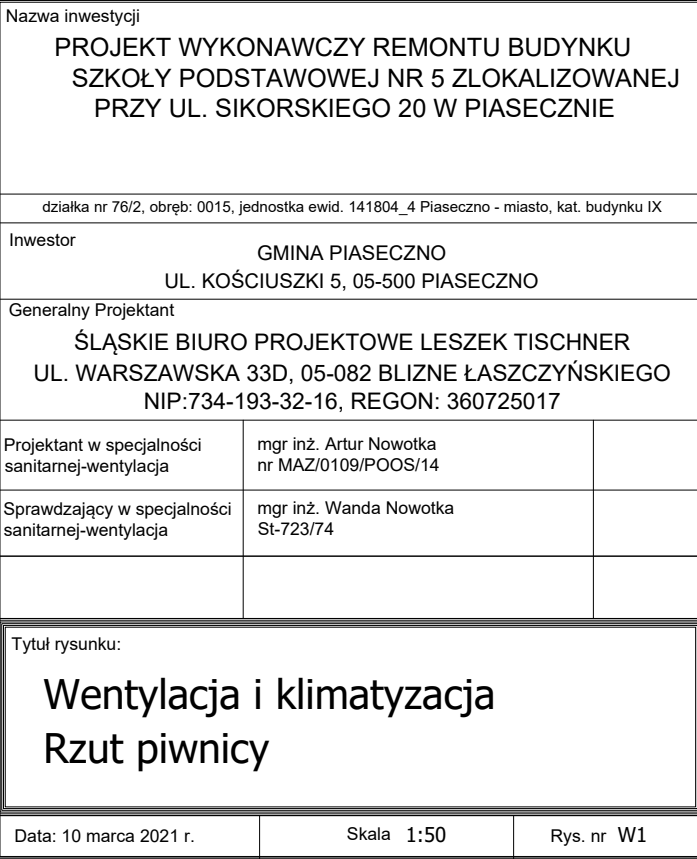 Nazwa inwestycji
PROJEKT WYKONAWCZY REMONTU BUDYNKU
SZKOŁY PODSTAWOWEJ NR 5 ZLOKALIZOWANEJ
PRZY UL. SIKORSKIEGO 20 W PIASECZNIE
działka nr 76/2, obręb: 0015, jednostka ewid. 141804_4 Piaseczno - miasto, kat. budynku IX
Inwestor
GMINA PIASECZNO
UL. KOŚCIUSZKI 5, 05-500 PIASECZNO
Generalny Projektant
ŚLĄSKIE BIURO PROJEKTOWE LESZEK TISCHNER
UL. WARSZAWSKA 33D, 05-082 BLIZNE ŁASZCZYŃSKIEGO
NIP:734-193-32-16, REGON: 360725017
Projektant w specjalności
sanitarnej-wentylacja
mgr inż. Artur Nowotka
nr MAZ/0109/POOS/14
Sprawdzający w specjalności
sanitarnej-wentylacja
mgr inż. Wanda Nowotka
St-723/74
Tytuł rysunku:
Wentylacja i klimatyzacja
Rzut piwnicy
Data: 10 marca 2021 r.
Skala 1:50
Rys. nr W1